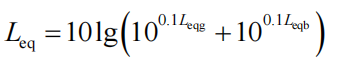 L_eq = 10lg(10^{0.1L_eqg} + 10^{0.1L_eqb})